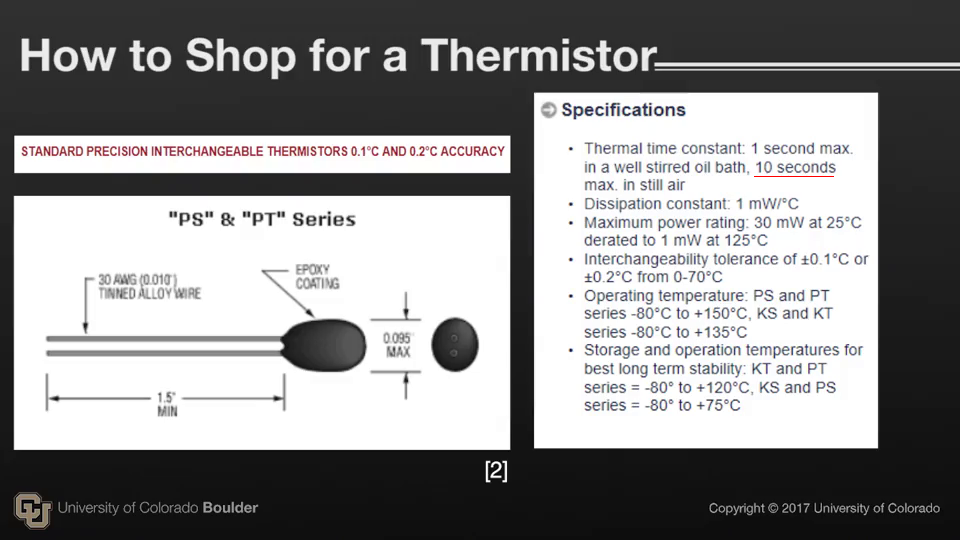 How to Shop for a Thermistor
STANDARD PRECISION INTERCHANGEABLE THERMISTORS 0.1°C AND 0.2°C ACCURACY
"PS" & "PT" Series
30 AWG (0.010")
TINNED ALLOY WIRE
EPOXY
COATING
0.095"
MAX
1.5"
MIN
Specifications
• Thermal time constant: 1 second max.
in a well stirred oil bath, 10 seconds
max. in still air
• Dissipation constant: 1 mW/°C
• Maximum power rating: 30 mW at 25°C
derated to 1 mW at 125°C
• Interchangeability tolerance of ±0.1°C or
±0.2°C from 0-70°C
• Operating temperature: PS and PT
series -80°C to +150°C, KS and KT
series -80°C to +135°C
• Storage and operation temperatures for
best long term stability: KT and PT
series = -80° to +120°C, KS and PS
series = -80° to +75°C
[2]
CU
University of Colorado Boulder
Copyright © 2017 University of Colorado